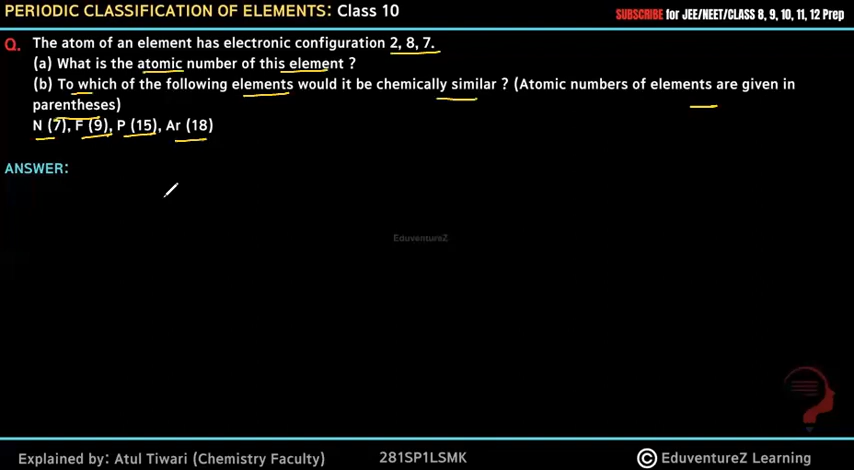 PERIODIC CLASSIFICATION OF ELEMENTS: Class 10
SUBSCRIBE for JEE/NEET/CLASS 8, 9, 10, 11, 12 Prep
Q. The atom of an element has electronic configuration 2, 8, 7.
(a) What is the atomic number of this element ?
(b) To which of the following elements would it be chemically similar ? (Atomic numbers of elements are given in
parentheses)
N (7), F (9), P (15), Ar (18)
ANSWER:
EduventureZ
Explained by: Atul Tiwari (Chemistry Faculty)
281SP1LSMK
© EduventureZ Learning